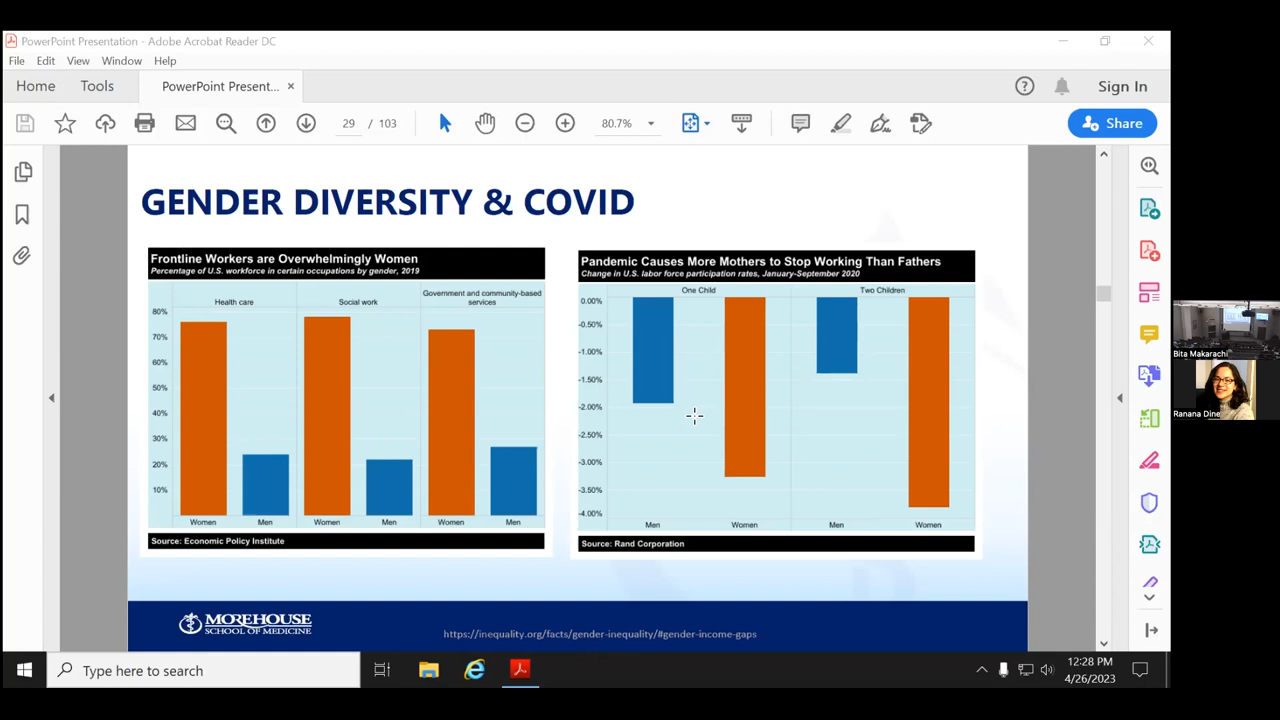 PowerPoint Presentation - Adobe Acrobat Reader DC
File Edit View Window Help
Home Tools PowerPoint Present... ×
Sign In
29 / 103
80.7%
Share
GENDER DIVERSITY & COVID
Frontline Workers are Overwhelmingly Women
Percentage of U.S. workforce in certain occupations by gender, 2019
Health care
Social work
Government and community-based
services
80%
70%
60%
50%
40%
30%
20%
10%
Women Men Women Men Women Men
Source: Economic Policy Institute
Pandemic Causes More Mothers to Stop Working Than Fathers
Change in U.S. labor force participation rates, January-September 2020
One Child Two Children
0.00%
-0.50%
-1.00%
-1.50%
-2.00%
-2.50%
-3.00%
-3.50%
-4.00%
Men Women Men Women
Source: Rand Corporation
MOREHOUSE
SCHOOL OF MEDICINE
https://inequality.org/facts/gender-inequality/#gender-income-gaps
Bita Makarachi
Ranana Dine
Type here to search
12:28 PM
4/26/2023